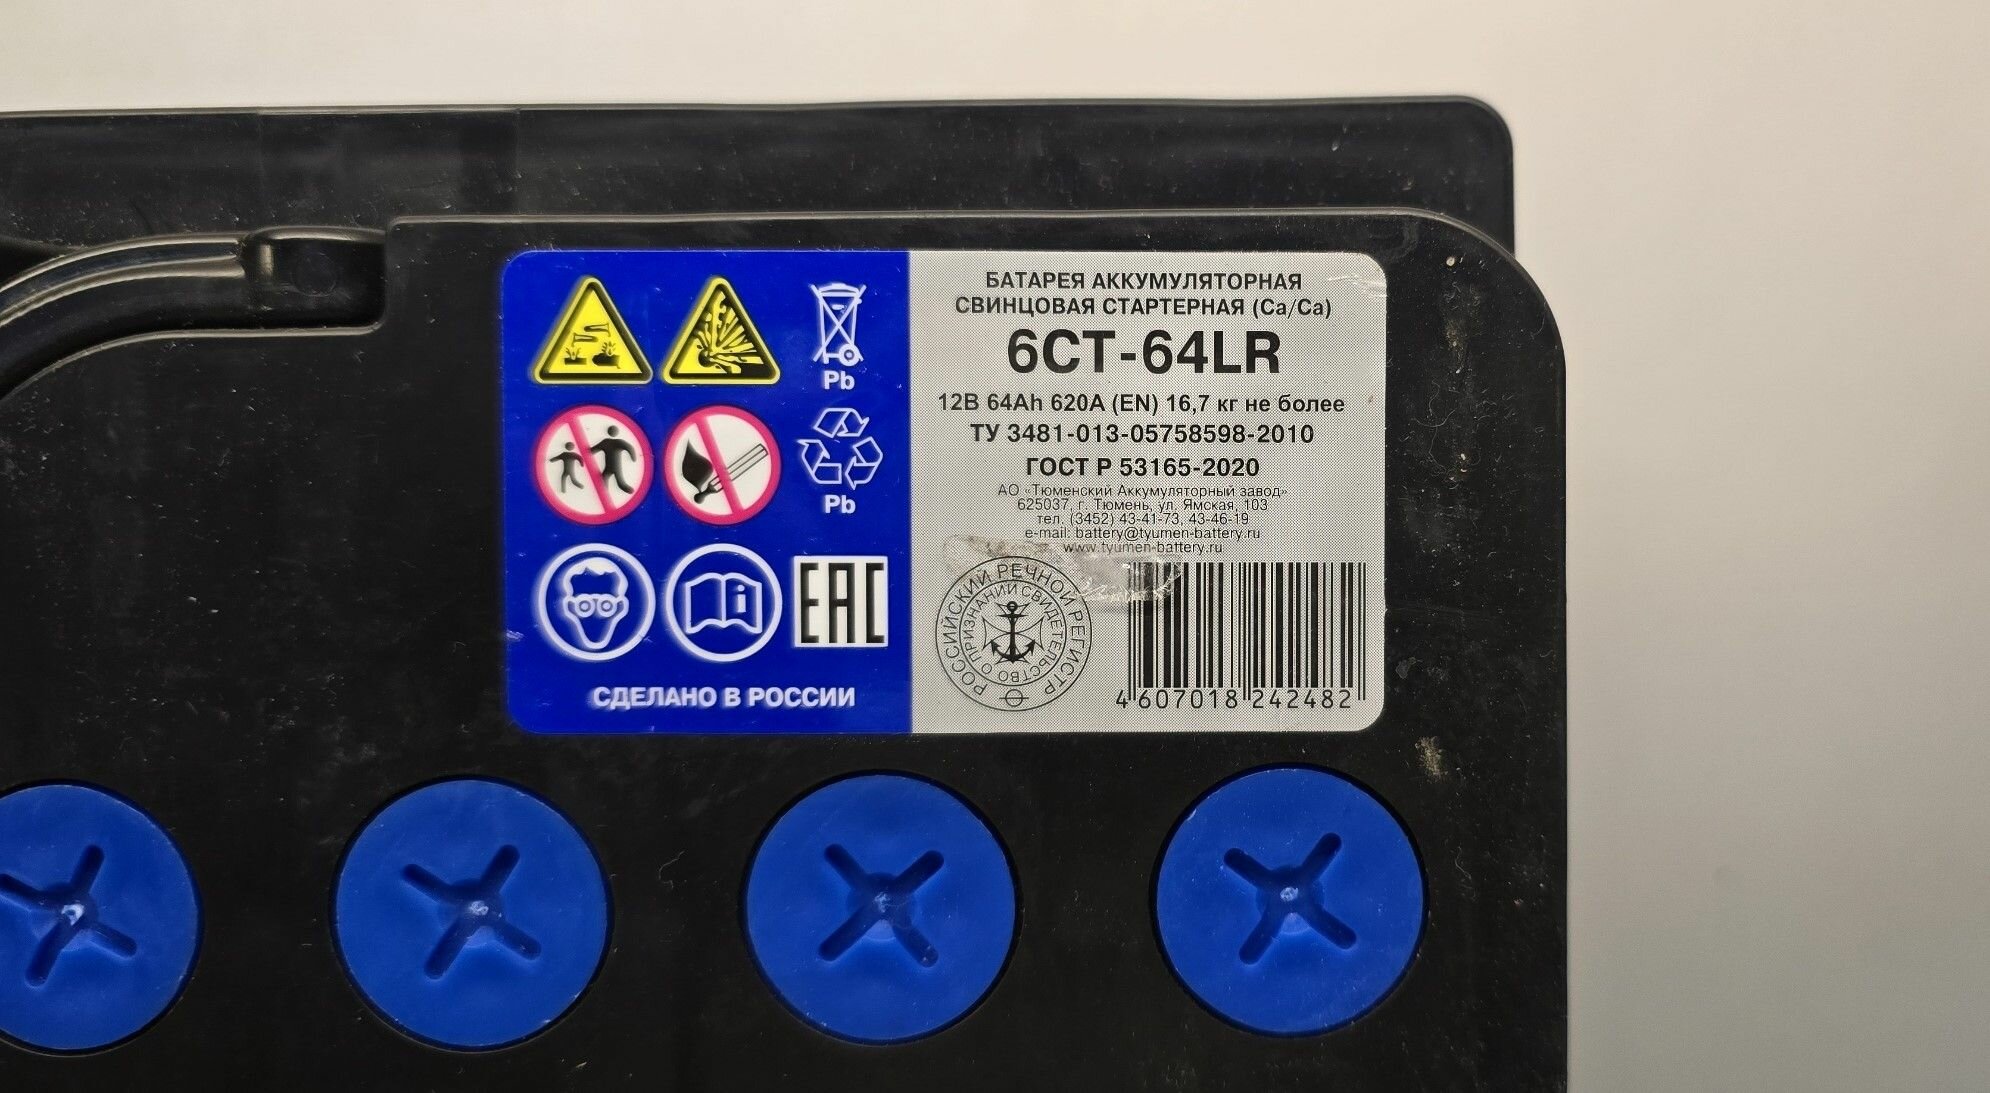 БАТАРЕЯ АККУМУЛЯТОРНАЯ
СВИНЦОВАЯ СТАРТЕРНАЯ (Ca/Ca)
6СТ-64LR
12В 64Ah 620А (EN) 16,7 кг не более
ТУ 3481-013-05758598-2010
ГОСТ Р 53165-2020
АО «Тюменский Аккумуляторный завод»
625037, г. Тюмень, ул. Ямская, 103
тел. (3452) 43-41-73, 43-46-19
e-mail: battery@tyumen-battery.ru
www.tyumen-battery.ru
Pb
Pb
EAC
СДЕЛАНО В РОССИИ
РОССИЙСКИЙ РЕЧНОЙ РЕГИСТР
СВИДЕТЕЛЬСТВО О ПРИЗНАНИИ
4 607018 242482